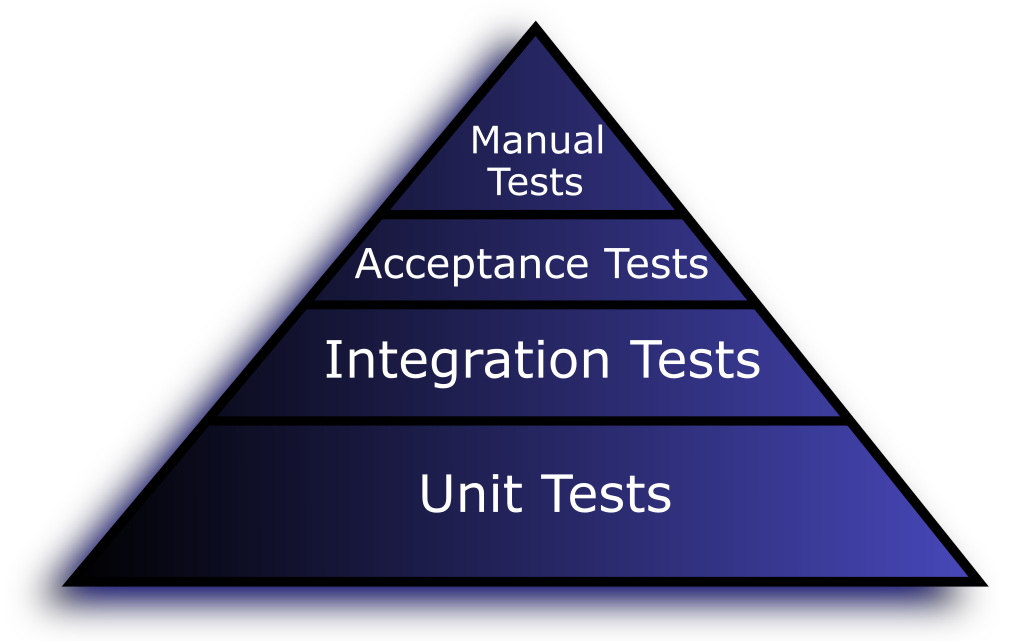 Manual
Tests
Acceptance Tests
Integration Tests
Unit Tests